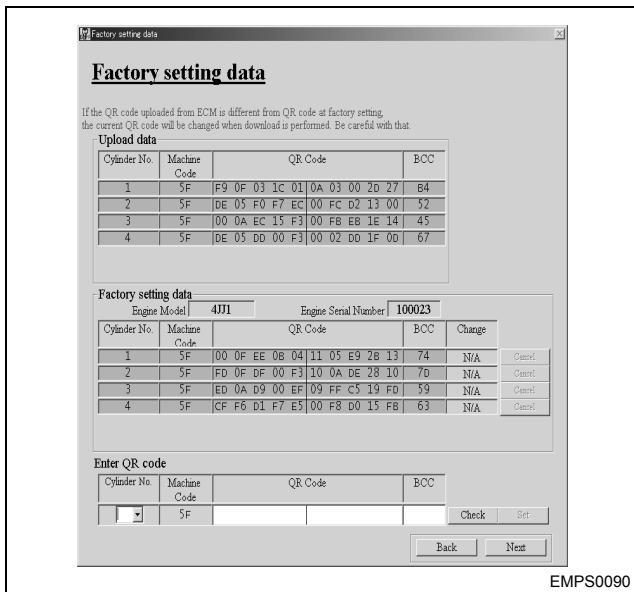 Factory setting data
Factory setting data
If the QR code uploaded from ECM is different from QR code at factory setting,
the current QR code will be changed when download is performed. Be careful with that.
Upload data
Cylinder No. Machine Code QR Code BCC
1 5F F9 0F 03 1C 01 0A 03 00 2D 27 B4
2 5F DE 05 F0 F7 EC 00 FC D2 13 00 52
3 5F 00 0A EC 15 F3 00 FB EB 1E 14 45
4 5F DE 05 DD 00 F3 00 02 DD 1F 0D 67
Factory setting data
Engine Model 4JJ1 Engine Serial Number 100023
Cylinder No. Machine Code QR Code BCC Change
1 5F 00 0F EE 0B 04 11 05 E9 2B 13 74 N/A Cancel
2 5F FD 0F DF 00 F3 10 0A DE 28 10 7D N/A Cancel
3 5F ED 0A D9 00 EF 09 FF C5 19 FD 59 N/A Cancel
4 5F CF F6 D1 F7 E5 00 F8 D0 15 FB 63 N/A Cancel
Enter QR code
Cylinder No. Machine Code QR Code BCC
5F Check Set
Back Next
EMPS0090